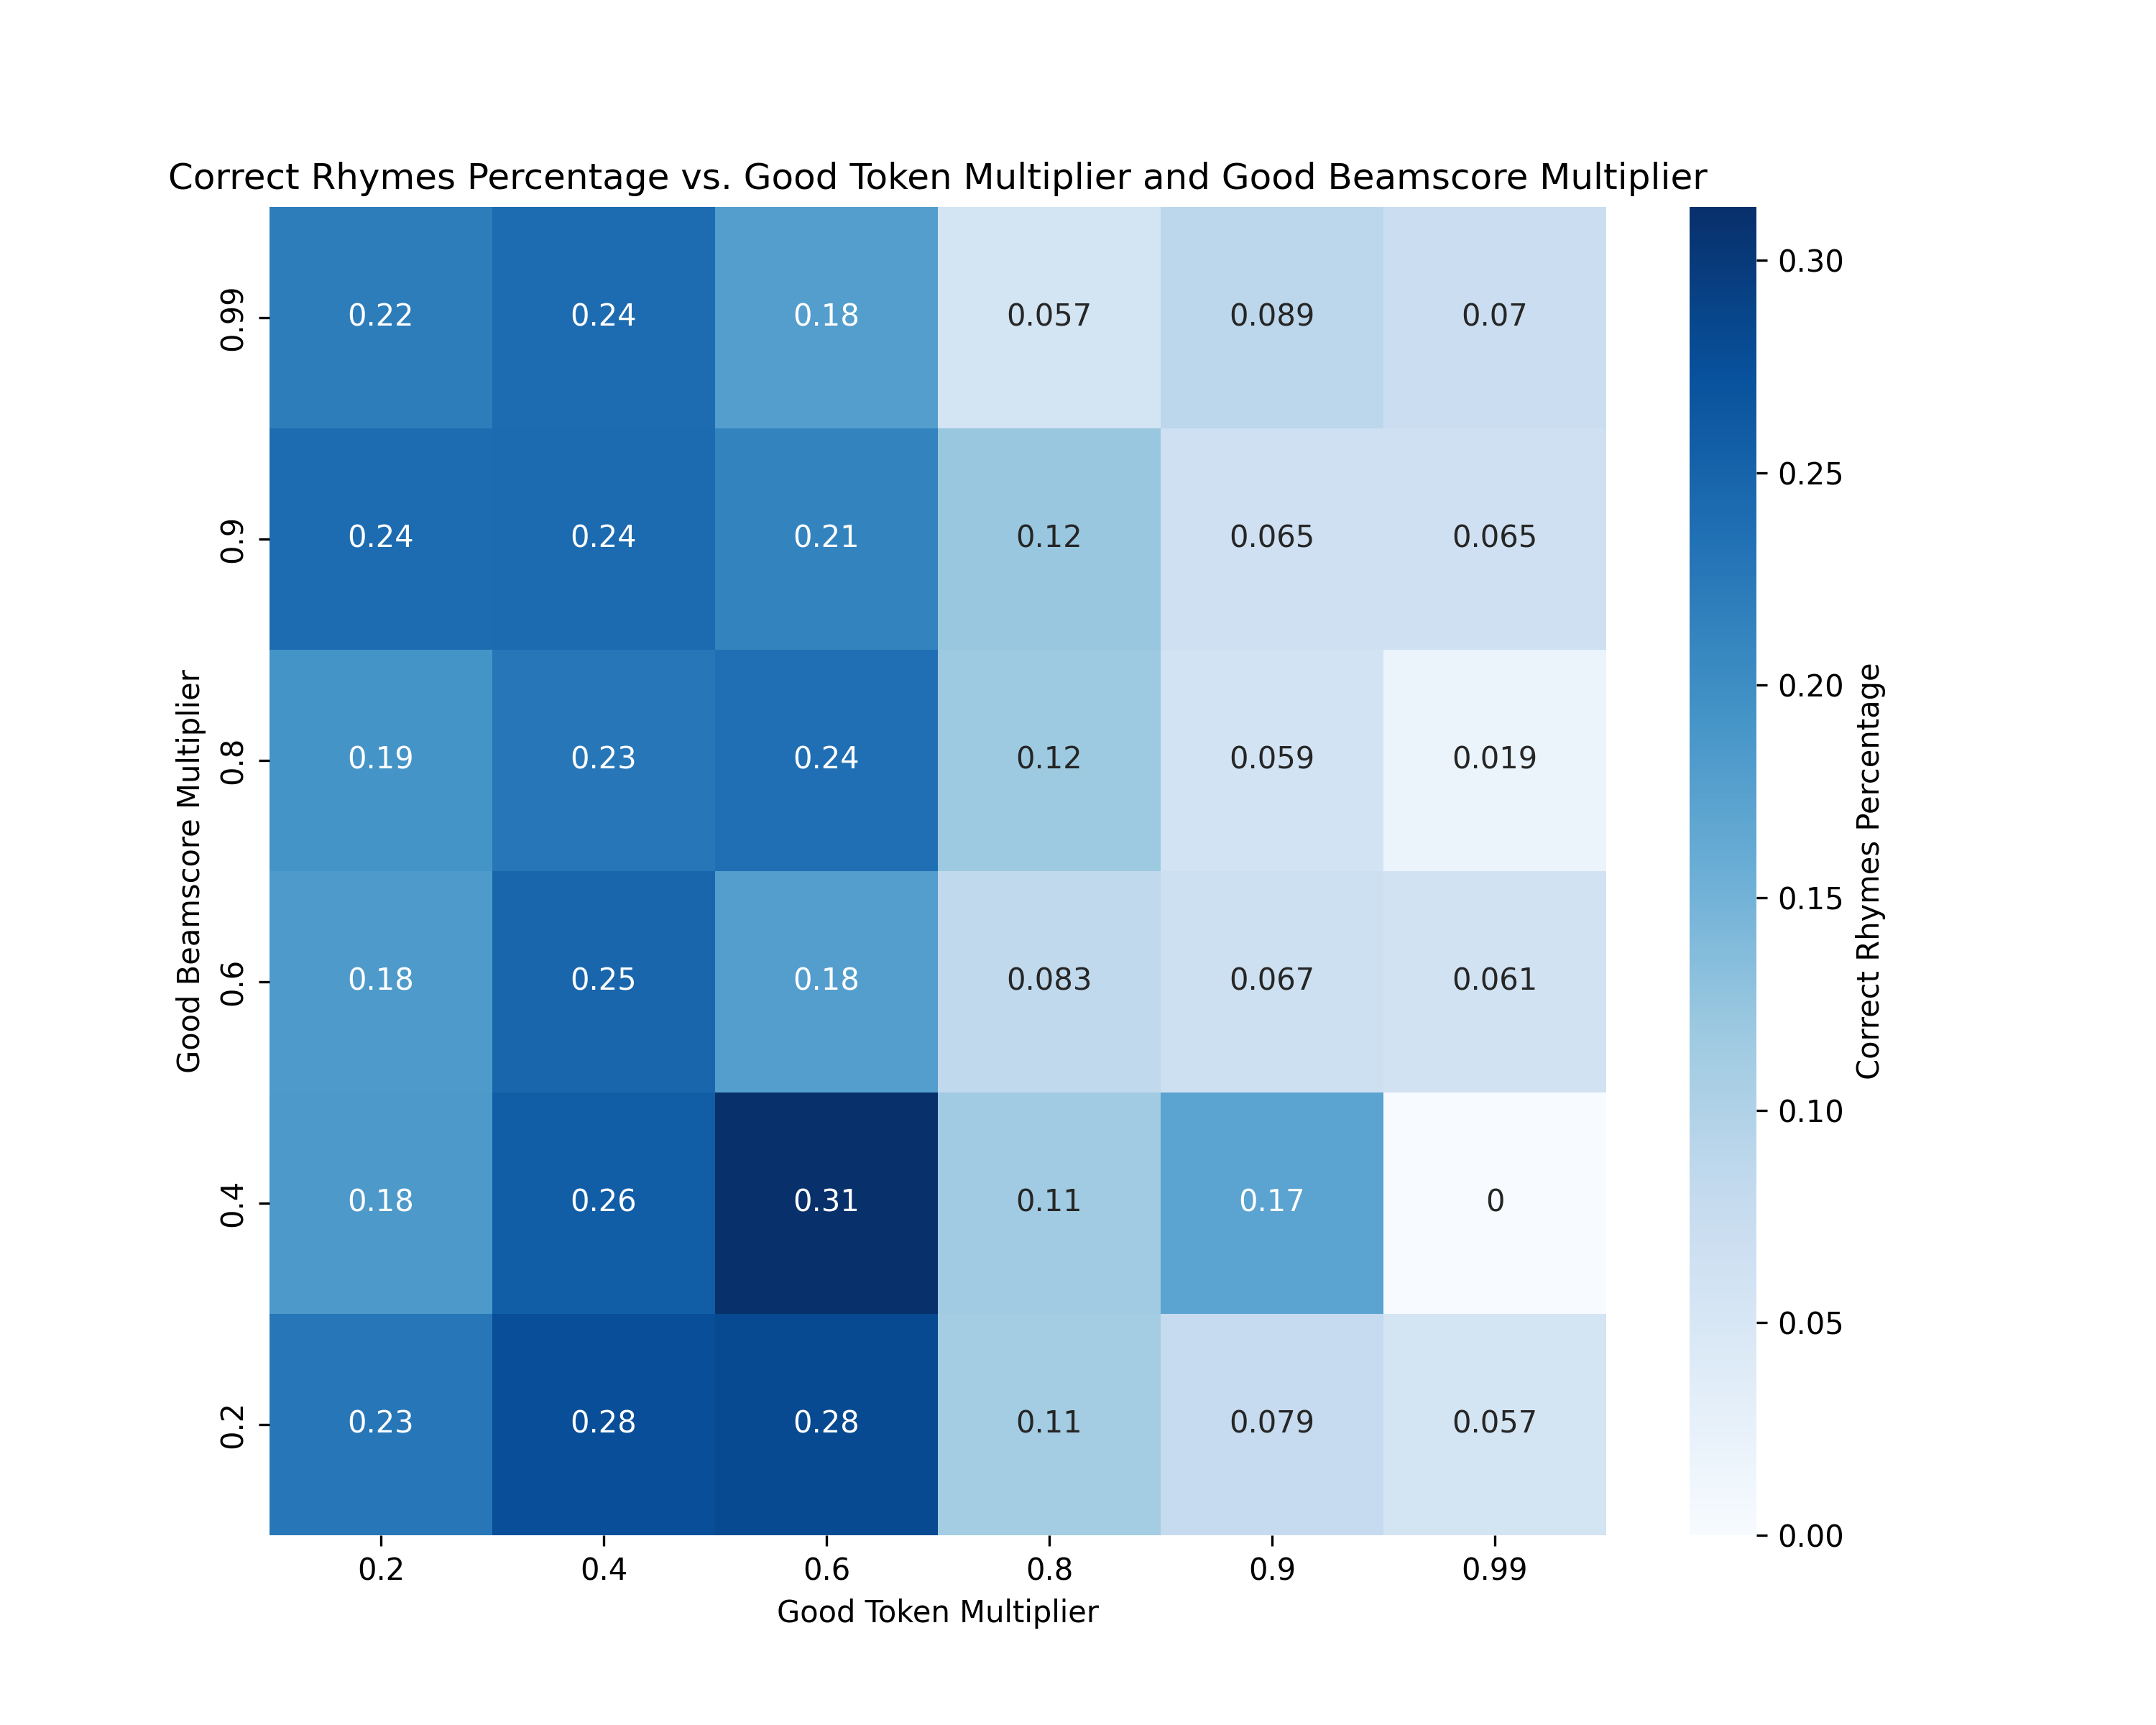 Correct Rhymes Percentage vs. Good Token Multiplier and Good Beamscore Multiplier
Good Beamscore Multiplier
0.99 0.22 0.24 0.18 0.057 0.089 0.07
0.9 0.24 0.24 0.21 0.12 0.065 0.065
0.8 0.19 0.23 0.24 0.12 0.059 0.019
0.6 0.18 0.25 0.18 0.083 0.067 0.061
0.4 0.18 0.26 0.31 0.11 0.17 0
0.2 0.23 0.28 0.28 0.11 0.079 0.057
0.2 0.4 0.6 0.8 0.9 0.99
Good Token Multiplier
0.30
0.25
0.20
0.15
0.10
0.05
0.00
Correct Rhymes Percentage